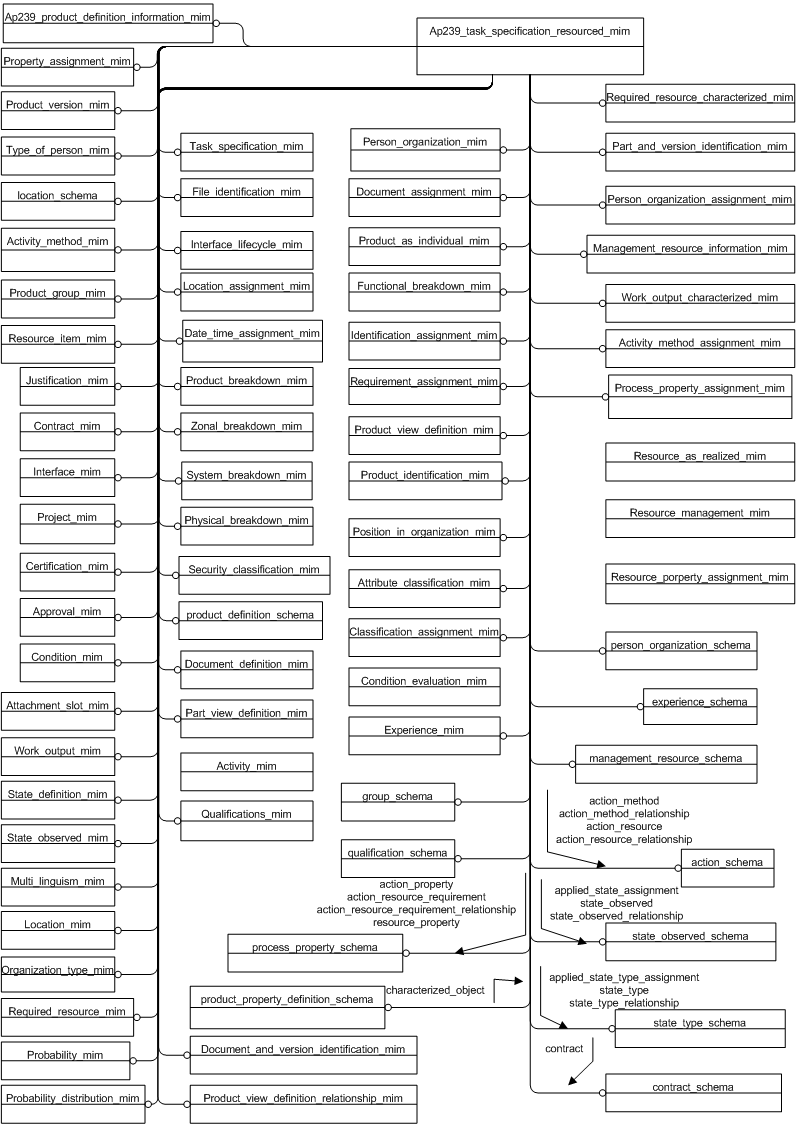 Ap239_product_definition_information_mim
Ap239_task_specification_resourced_mim
Property_assignment_mim
Product_version_mim
Type_of_person_mim
location_schema
Activity_method_mim
Product_group_mim
Resource_item_mim
Justification_mim
Contract_mim
Interface_mim
Project_mim
Certification_mim
Approval_mim
Condition_mim
Attachment_slot_mim
Work_output_mim
State_definition_mim
State_observed_mim
Multi_linguism_mim
Location_mim
Organization_type_mim
Required_resource_mim
Probability_mim
Probability_distribution_mim
Task_specification_mim
File_identification_mim
Interface_lifecycle_mim
Location_assignment_mim
Date_time_assignment_mim
Product_breakdown_mim
Zonal_breakdown_mim
System_breakdown_mim
Physical_breakdown_mim
Security_classification_mim
product_definition_schema
Document_definition_mim
Part_view_definition_mim
Activity_mim
Qualifications_mim
Person_organization_mim
Document_assignment_mim
Product_as_individual_mim
Functional_breakdown_mim
Identification_assignment_mim
Requirement_assignment_mim
Product_view_definition_mim
Product_identification_mim
Position_in_organization_mim
Attribute_classification_mim
Classification_assignment_mim
Condition_evaluation_mim
Experience_mim
group_schema
qualification_schema
action_property
action_resource_requirement
action_resource_requirement_relationship
resource_property
process_property_schema
product_property_definition_schema
characterized_object
Document_and_version_identification_mim
Product_view_definition_relationship_mim
Required_resource_characterized_mim
Part_and_version_identification_mim
Person_organization_assignment_mim
Management_resource_information_mim
Work_output_characterized_mim
Activity_method_assignment_mim
Process_property_assignment_mim
Resource_as_realized_mim
Resource_management_mim
Resource_porperty_assignment_mim
person_organization_schema
experience_schema
management_resource_schema
action_method
action_method_relationship
action_resource
action_resource_relationship
action_schema
applied_state_assignment
state_observed
state_observed_relationship
state_observed_schema
applied_state_type_assignment
state_type
state_type_relationship
state_type_schema
contract
contract_schema